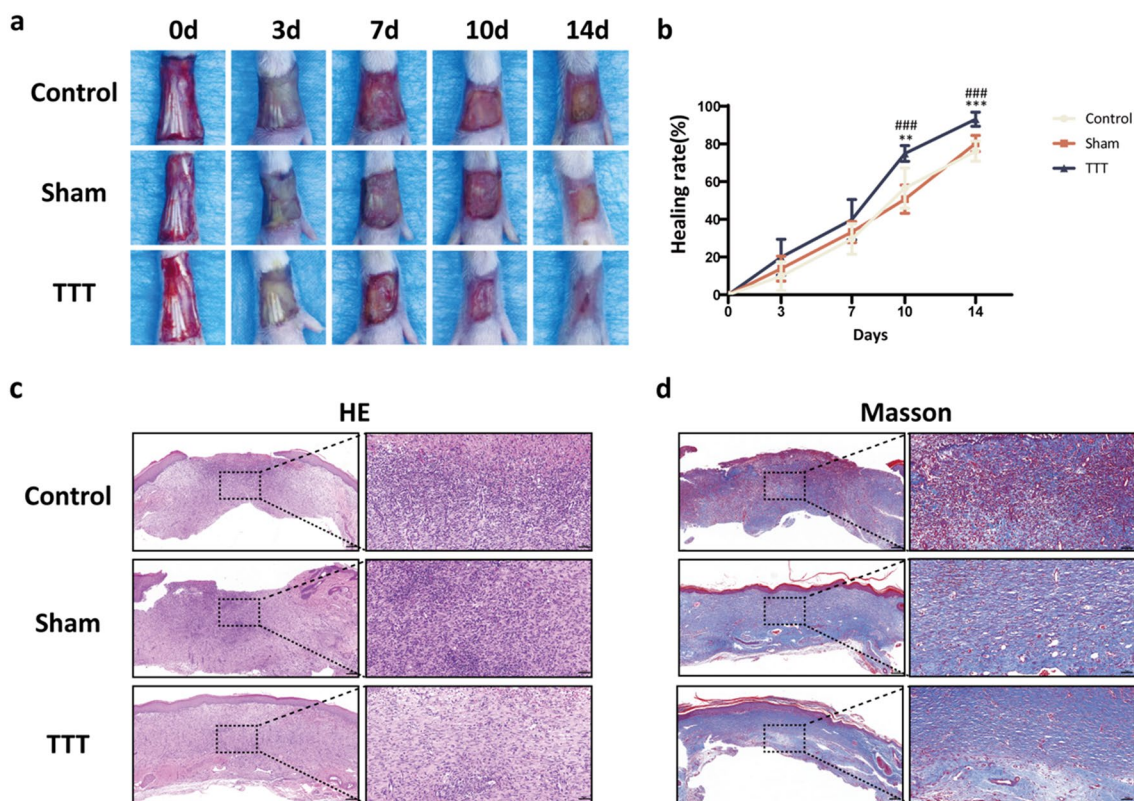 a
0d 3d 7d 10d 14d
Control
Sham
TTT
b
Healing rate(%)
100
80
60
40
20
0
0 3 7 10 14
Days
###
**
###
***
Control
Sham
TTT
c
HE
Control
Sham
TTT
d
Masson